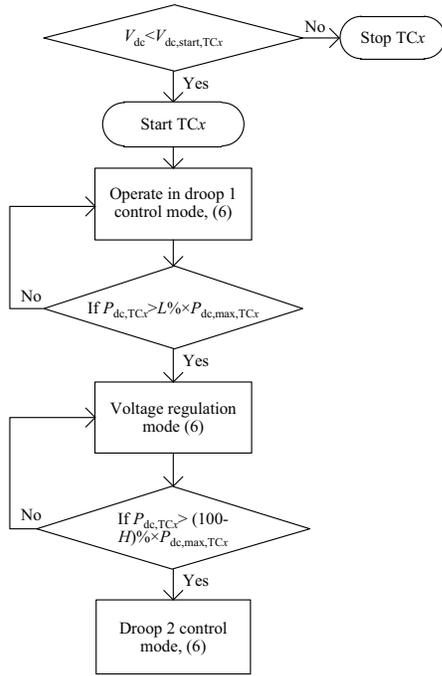 V_dc<V_dc,start,TCx
No
Stop TCx
Yes
Start TCx
Operate in droop 1
control mode, (6)
No
If P_dc,TCx>L%×P_dc,max,TCx
Yes
Voltage regulation
mode (6)
No
If P_dc,TCx> (100-
H)%×P_dc,max,TCx
Yes
Droop 2 control
mode, (6)